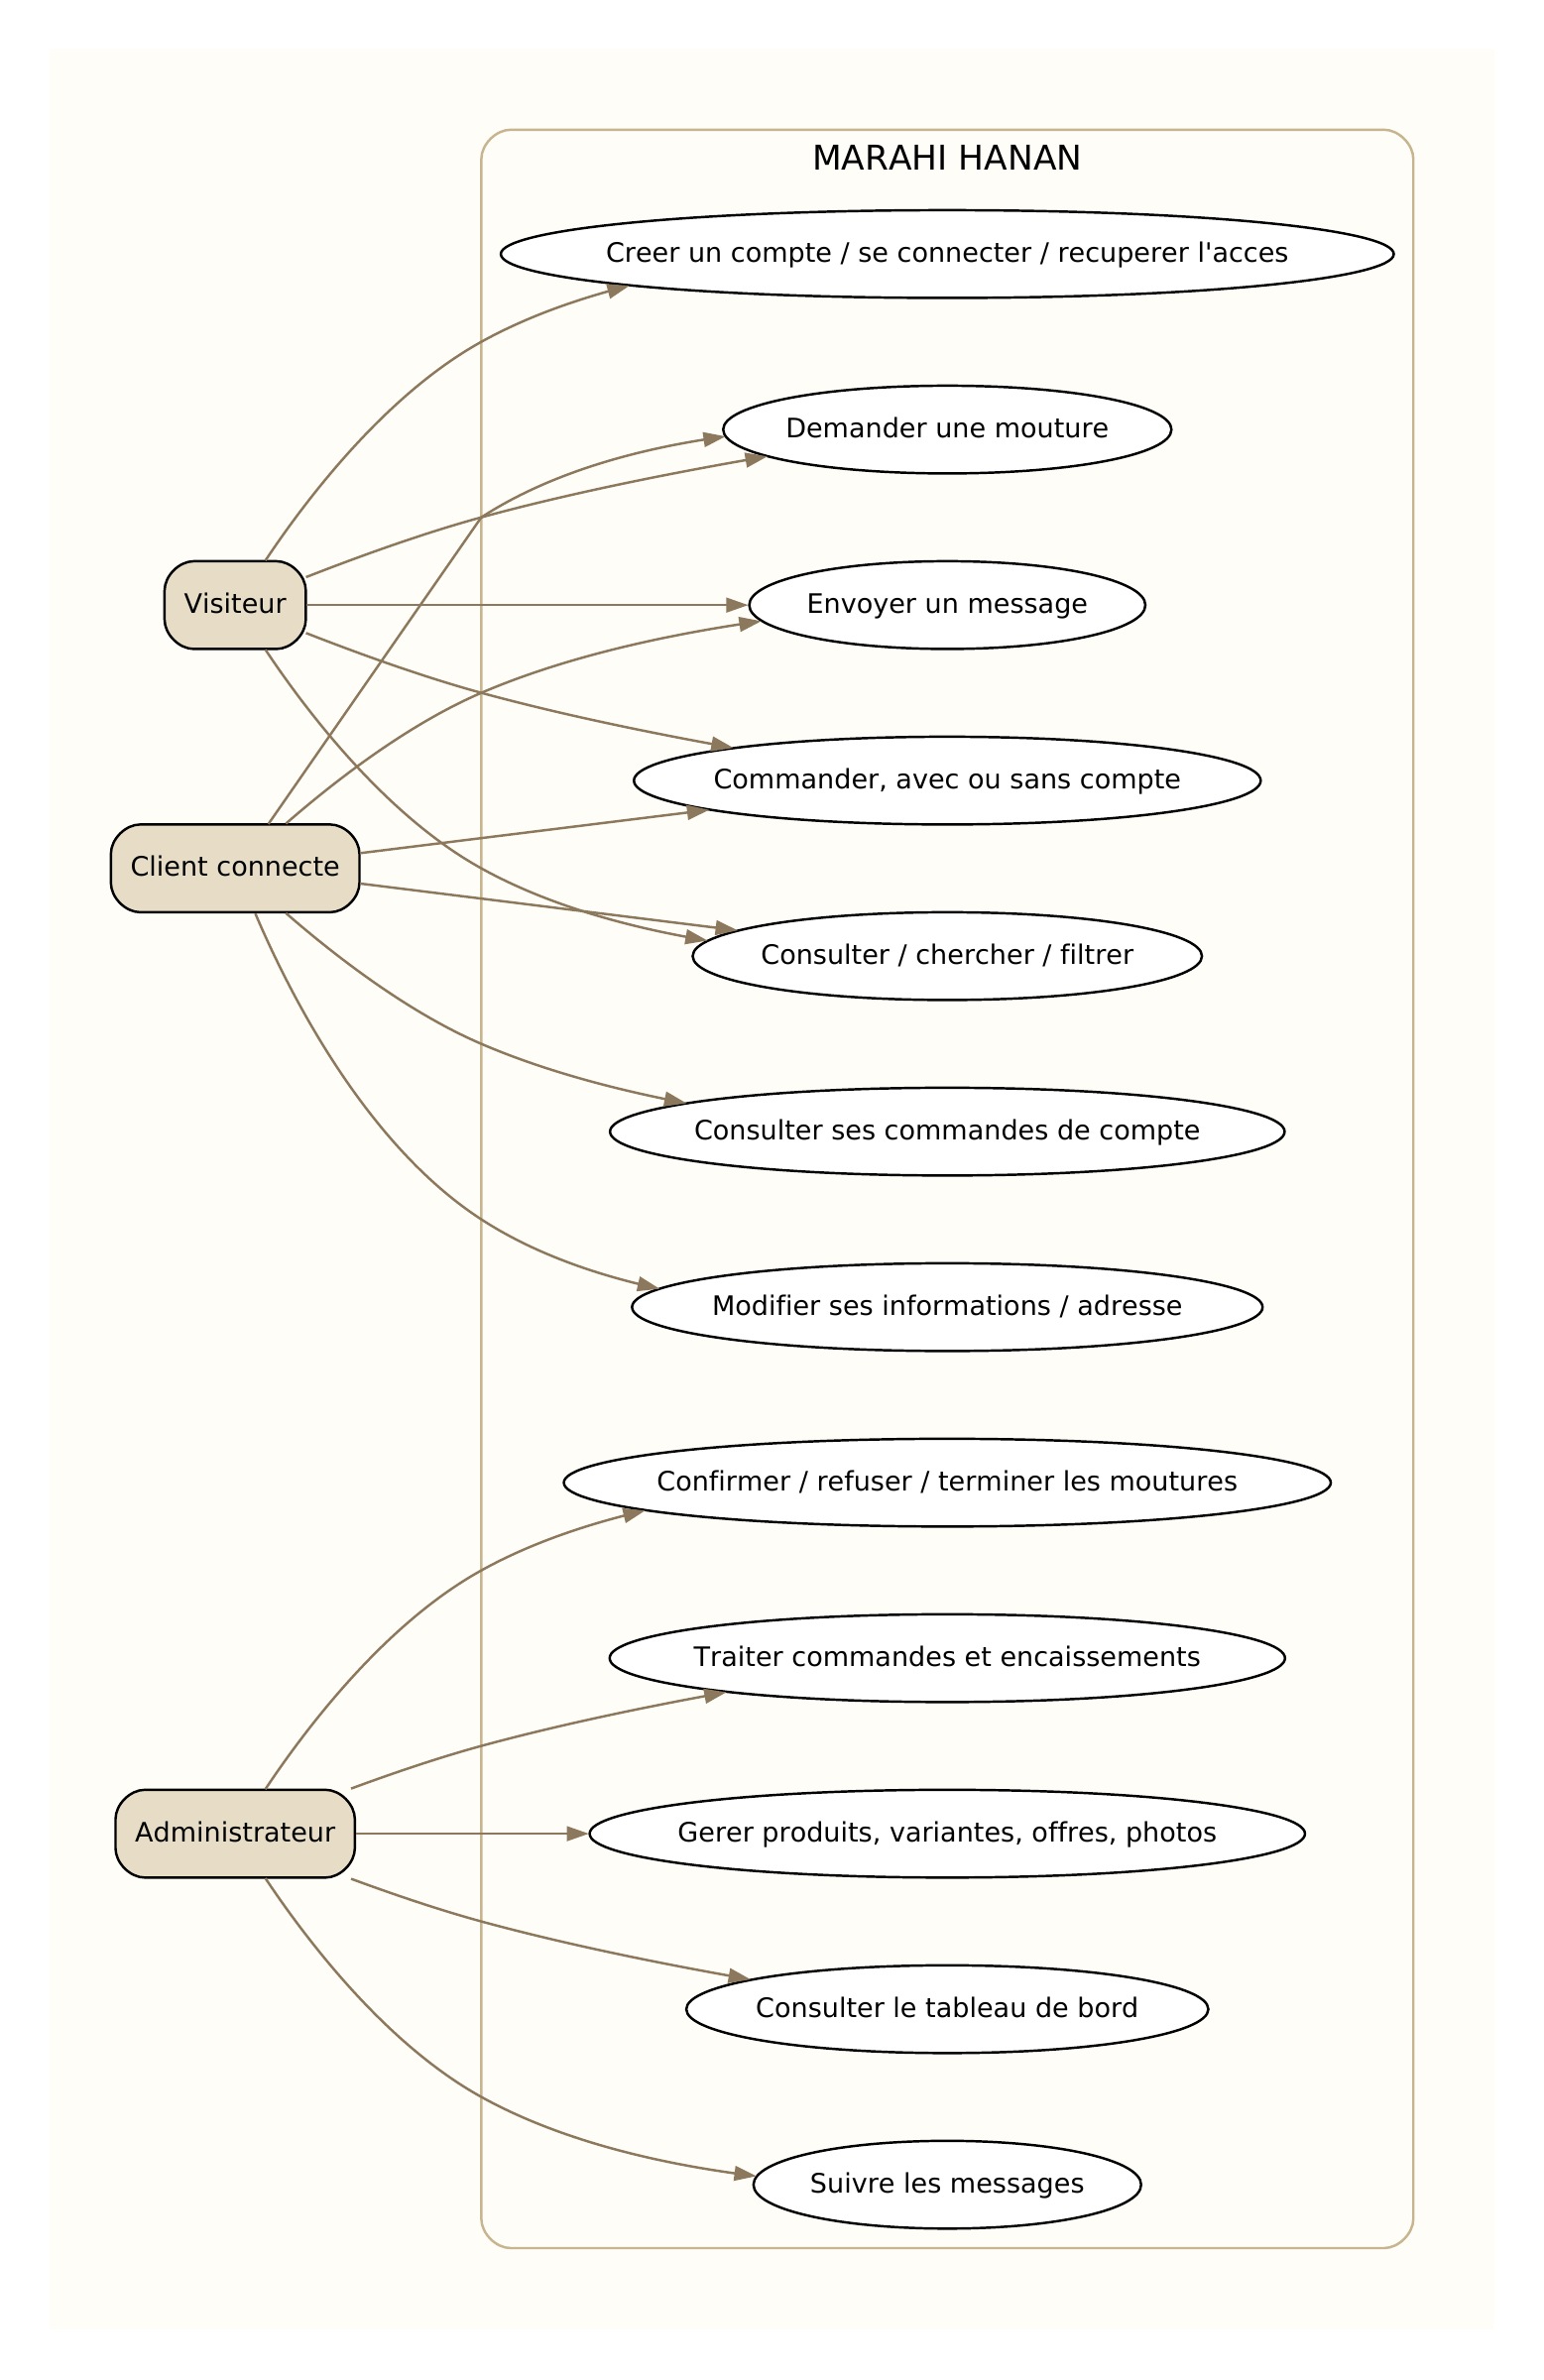 MARAHI HANAN
Creer un compte / se connecter / recuperer l'acces
Demander une mouture
Visiteur
Envoyer un message
Commander, avec ou sans compte
Client connecte
Consulter / chercher / filtrer
Consulter ses commandes de compte
Modifier ses informations / adresse
Confirmer / refuser / terminer les moutures
Traiter commandes et encaissements
Administrateur
Gerer produits, variantes, offres, photos
Consulter le tableau de bord
Suivre les messages